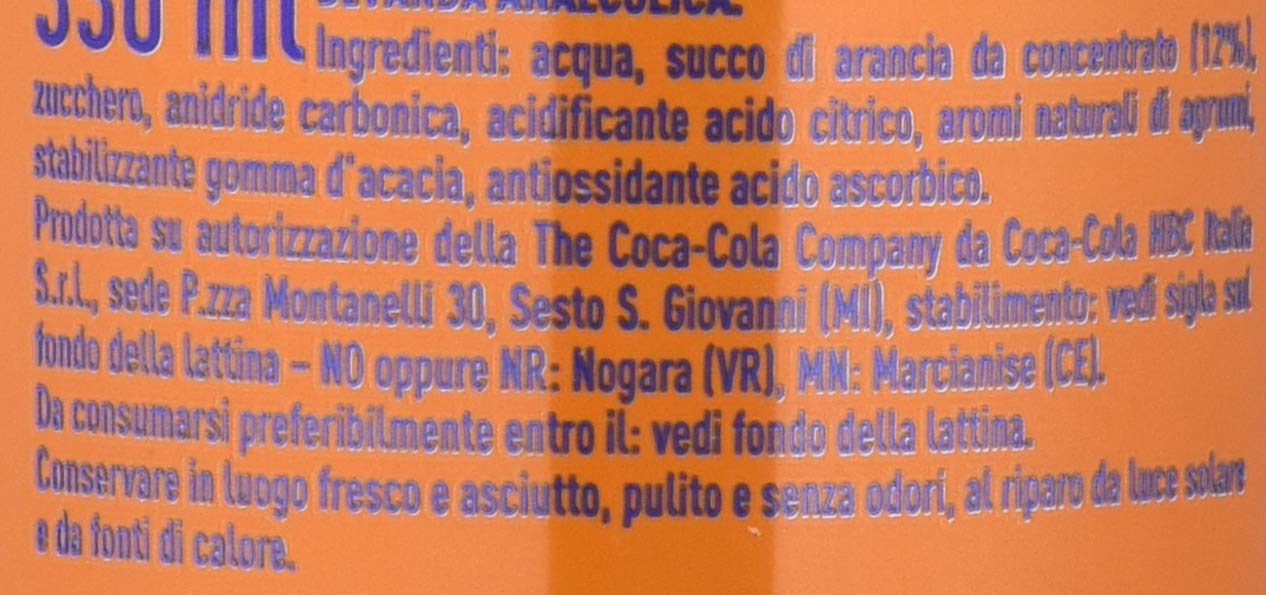 330 ml BEVANDA ANALCOLICA.
Ingredienti: acqua, succo di arancia da concentrato (12%),
zucchero, anidride carbonica, acidificante acido citrico, aromi naturali di agrumi,
stabilizzante gomma d'acacia, antiossidante acido ascorbico.
Prodotta su autorizzazione della The Coca-Cola Company da Coca-Cola HBC Italia
S.r.l., sede P.zza Montanelli 30, Sesto S. Giovanni (MI), stabilimento: vedi sigla sul
fondo della lattina – NO oppure NR: Nogara (VR), MN: Marcianise (CE).
Da consumarsi preferibilmente entro il: vedi fondo della lattina.
Conservare in luogo fresco e asciutto, pulito e senza odori, al riparo da luce solare
e da fonti di calore.